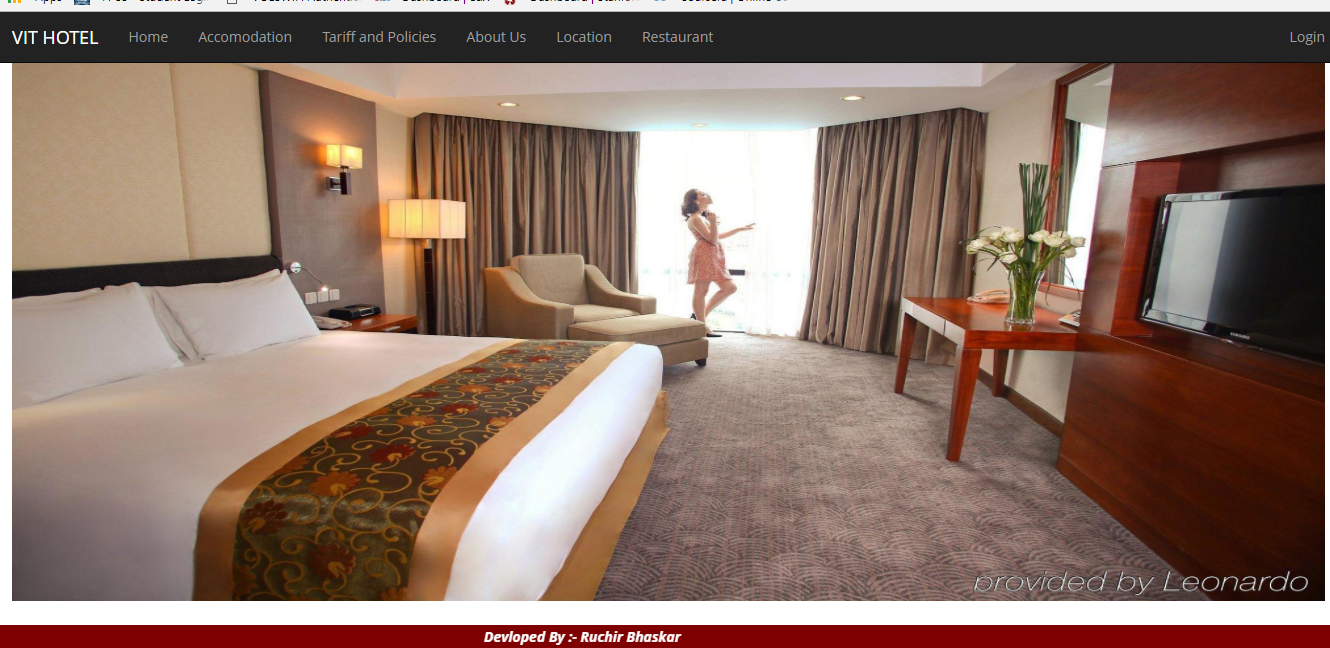 Apps
VIT HOTEL Home Accomodation Tariff and Policies About Us Location Restaurant Login
provided by Leonardo
Devloped By :- Ruchir Bhaskar